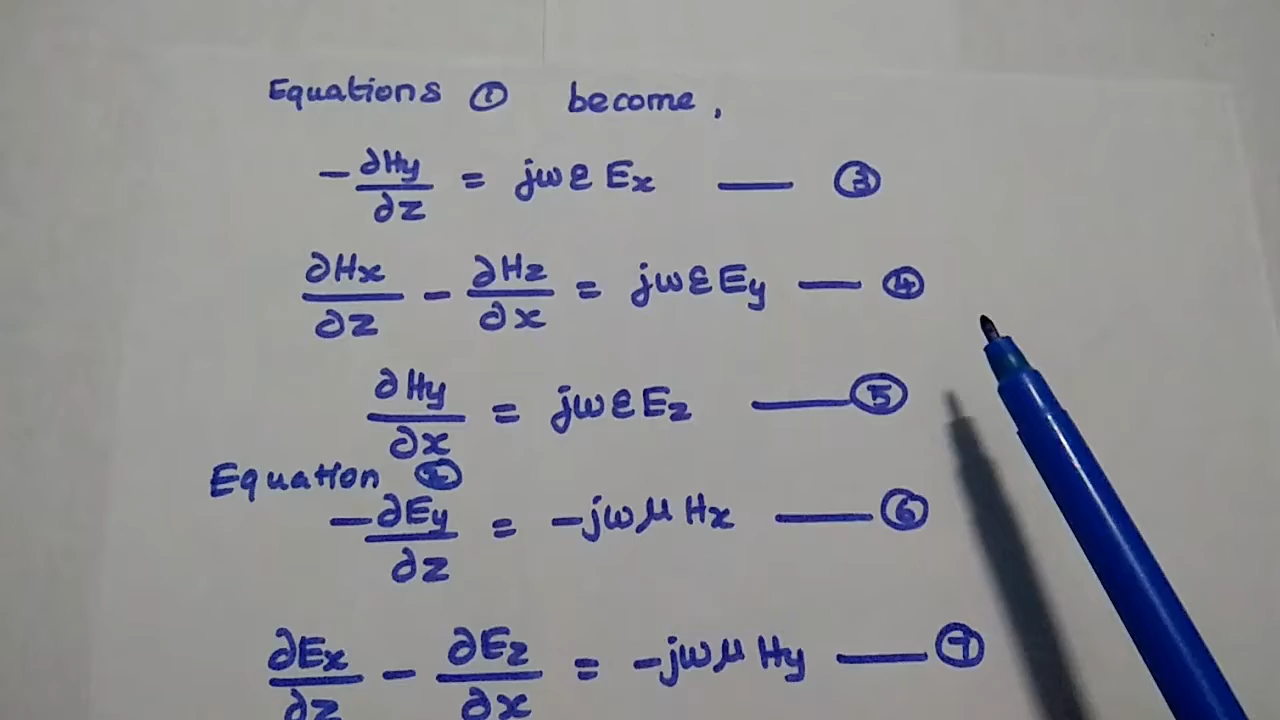 Equations ① become,
-∂Hy/∂z = jωε Ex — ③
∂Hx/∂z - ∂Hz/∂x = jωε Ey — ④
∂Hy/∂x = jωε Ez — ⑤
Equation
-∂Ey/∂z = -jωμ Hx — ⑥
∂Ex/∂z - ∂Ez/∂x = -jωμ Hy — ⑦